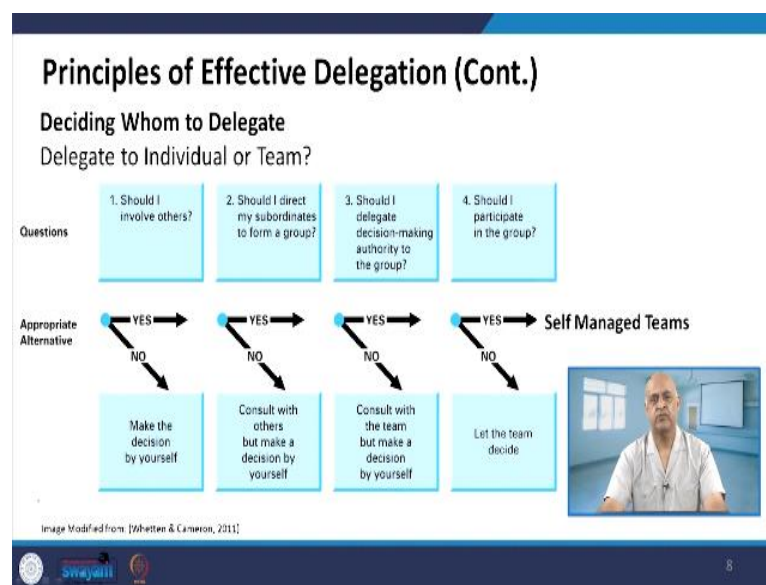 Principles of Effective Delegation (Cont.)
Deciding Whom to Delegate
Delegate to Individual or Team?
Questions
1. Should I
involve others?
2. Should I direct
my subordinates
to form a group?
3. Should I
delegate
decision-making
authority to
the group?
4. Should I
participate
in the group?
Appropriate
Alternative
YES
YES
YES
YES
Self Managed Teams
NO
NO
NO
NO
Make the
decision
by yourself
Consult with
others
but make a
decision by
yourself
Consult with
the team
but make a
decision
by yourself
Let the team
decide
Image Modified from: [Whetten & Cameron, 2011]
swayam
8